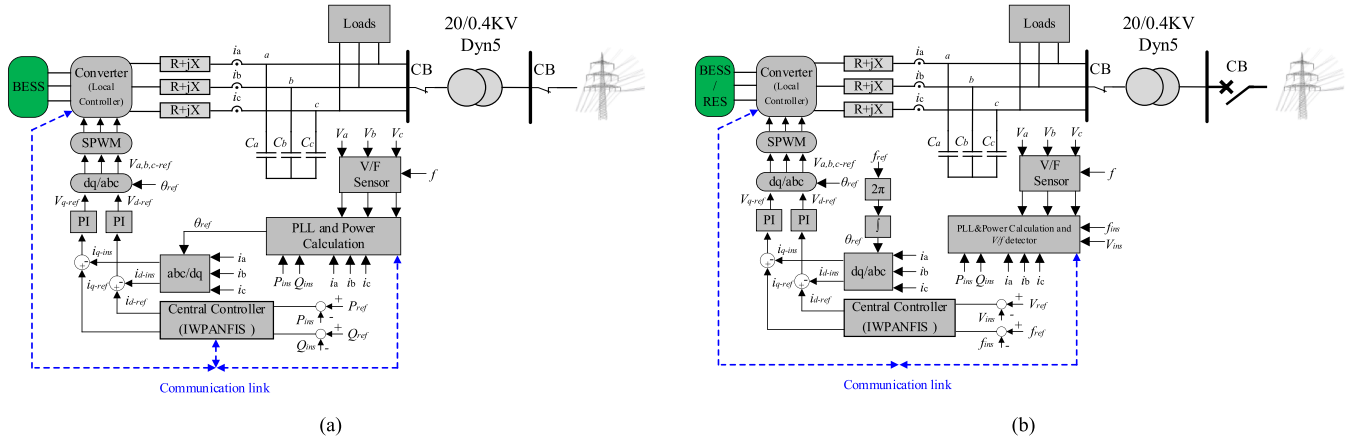 20/0.4KV
Dyn5
Loads
CB
CB
BESS
Converter
(Local
Controller)
R+jX
R+jX
R+jX
ia
ib
ic
a
b
c
Ca
Cb
Cc
Va
Vb
Vc
SPWM
Va,b,c-ref
dq/abc
θref
Vq-ref
Vd-ref
PI
PI
V/F
Sensor
f
θref
PLL and Power
Calculation
iq-ins
id-ins
iq-ref
id-ref
abc/dq
ia
ib
ic
Pins
Qins
ia
ib
ic
Central Controller
(IWPANFIS )
+
Pref
Pins
-
+
Qref
Qins
-
Communication link
(a)
20/0.4KV
Dyn5
Loads
CB
CB
BESS
/
RES
Converter
(Local
Controller)
R+jX
R+jX
R+jX
ia
ib
ic
a
b
c
Ca
Cb
Cc
Va
Vb
Vc
SPWM
Va,b,c-ref
dq/abc
θref
fref
2π
∫
θref
Vq-ref
Vd-ref
PI
PI
V/F
Sensor
f
PLL&Power Calculation and
V/f detector
fins
Vins
iq-ins
id-ins
iq-ref
id-ref
dq/abc
ia
ib
ic
Pins
Qins
ia
ib
ic
Central Controller
(IWPANFIS )
+
Vref
Vins
-
+
fref
fins
-
Communication link
(b)